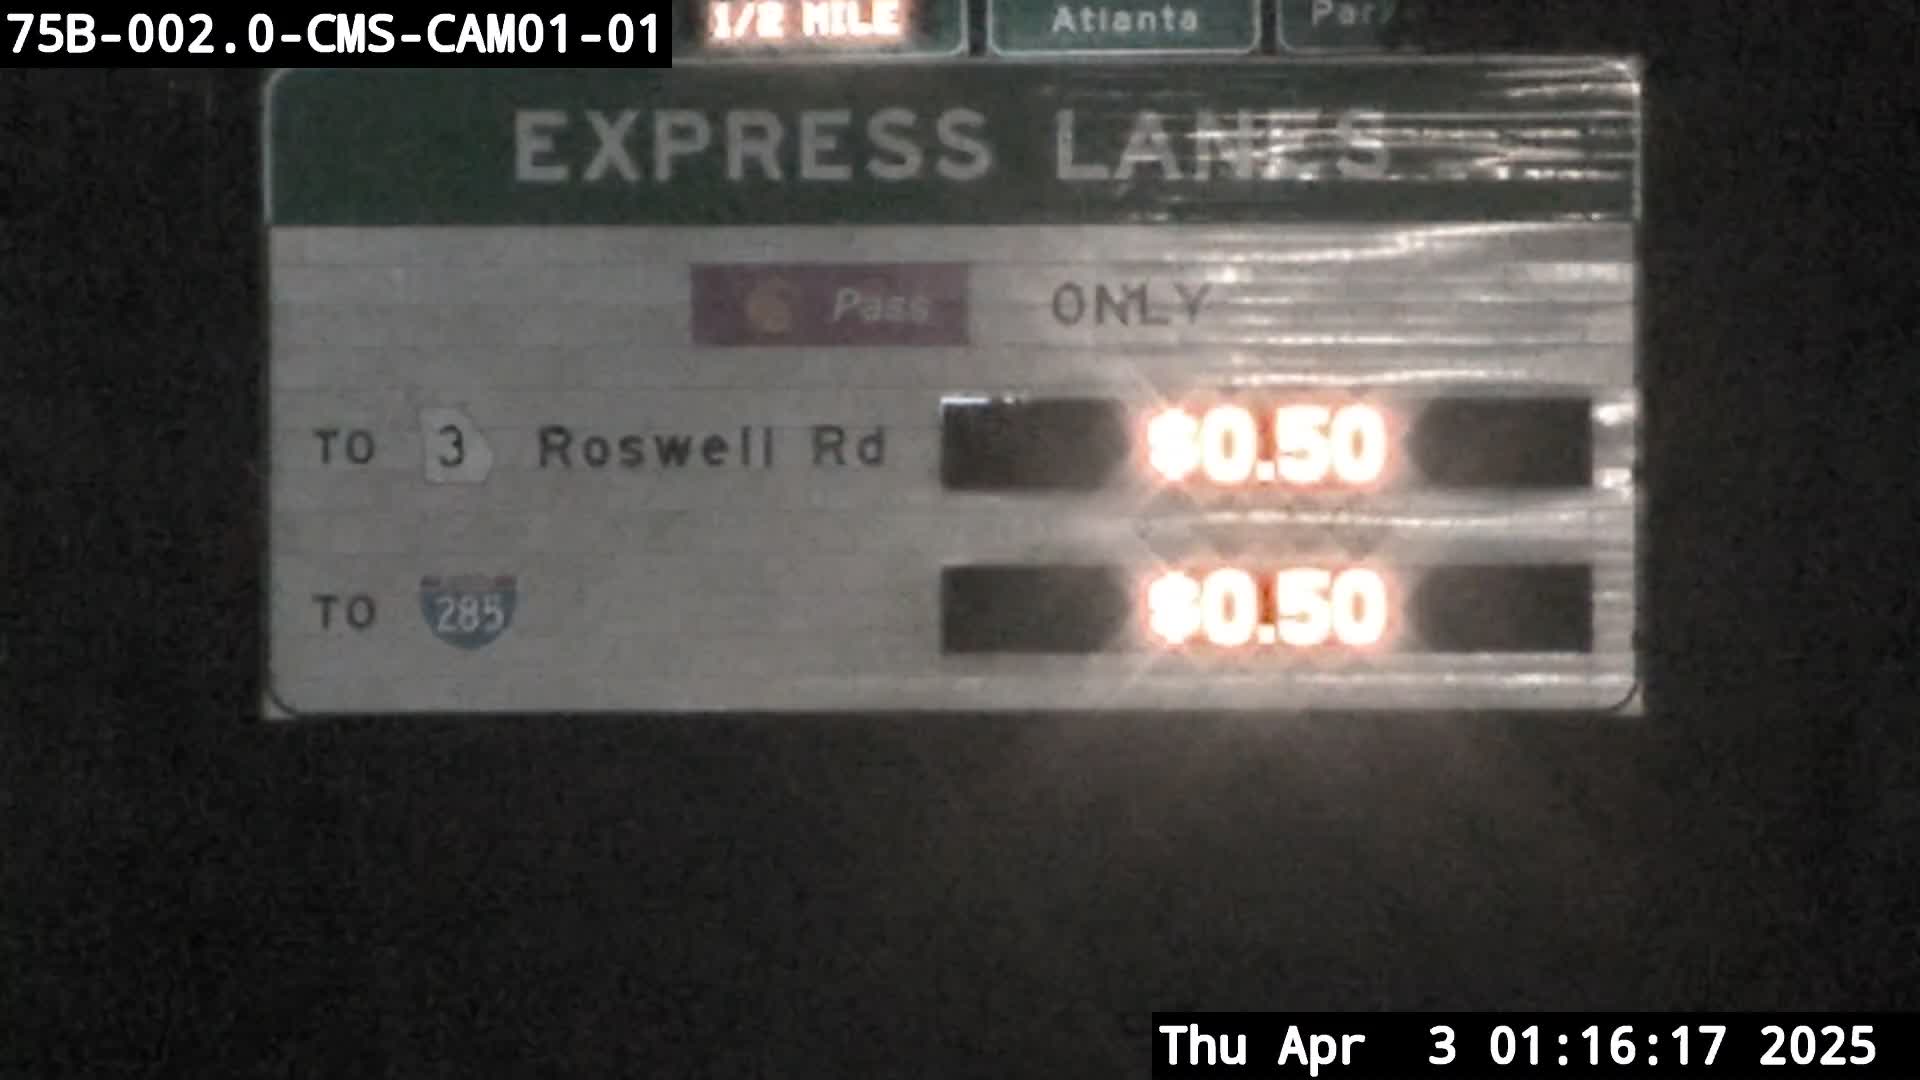 75B-002.0-CMS-CAM01-01
1/2 MILE
Atlanta
EXPRESS LANES
Pass ONLY
TO 3 Roswell Rd $0.50
TO 285 $0.50
Thu Apr 3 01:16:17 2025